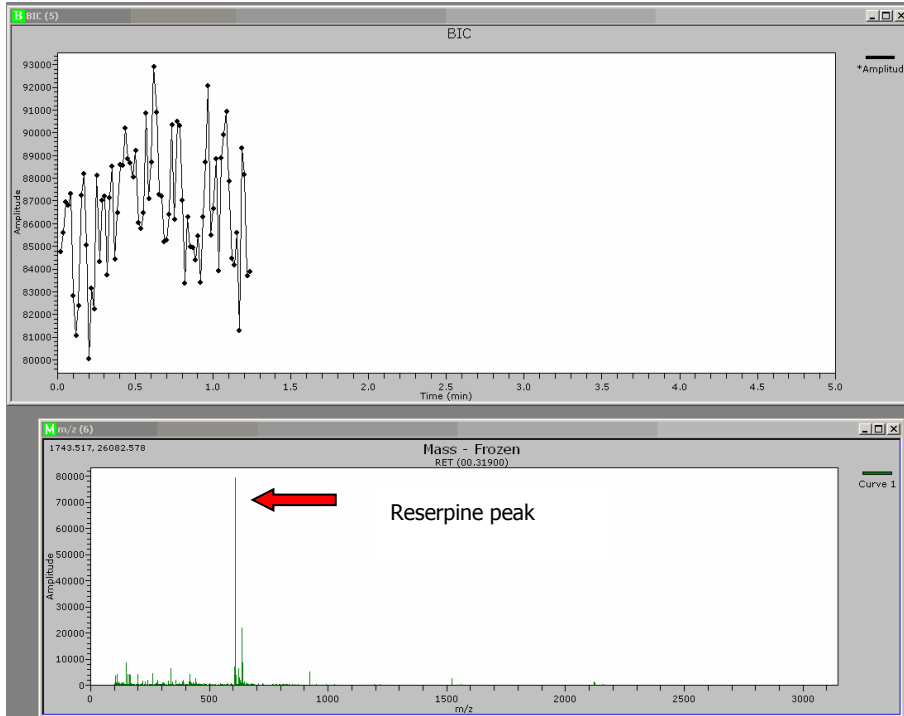 B BIC (5)
BIC
93000
92000
91000
90000
89000
88000
87000
86000
85000
84000
83000
82000
81000
80000
Amplitude
*Amplitud
0.0 0.5 1.0 1.5 2.0 2.5 3.0 3.5 4.0 4.5 5.0
Time (min)
M m/z (6)
1743.517, 26082.578
Mass - Frozen
RET (00.31900)
Curve 1
Reserpine peak
80000
70000
60000
50000
40000
30000
20000
10000
0
Amplitude
0 500 1000 1500 2000 2500 3000
m/z